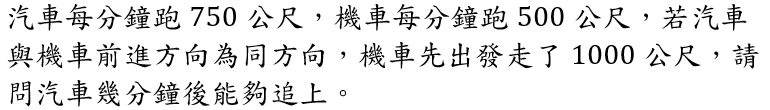 汽車每分鐘跑 750 公尺，機車每分鐘跑 500 公尺，若汽車
與機車前進方向為同方向，機車先出發走了 1000 公尺，請
問汽車幾分鐘後能夠追上。